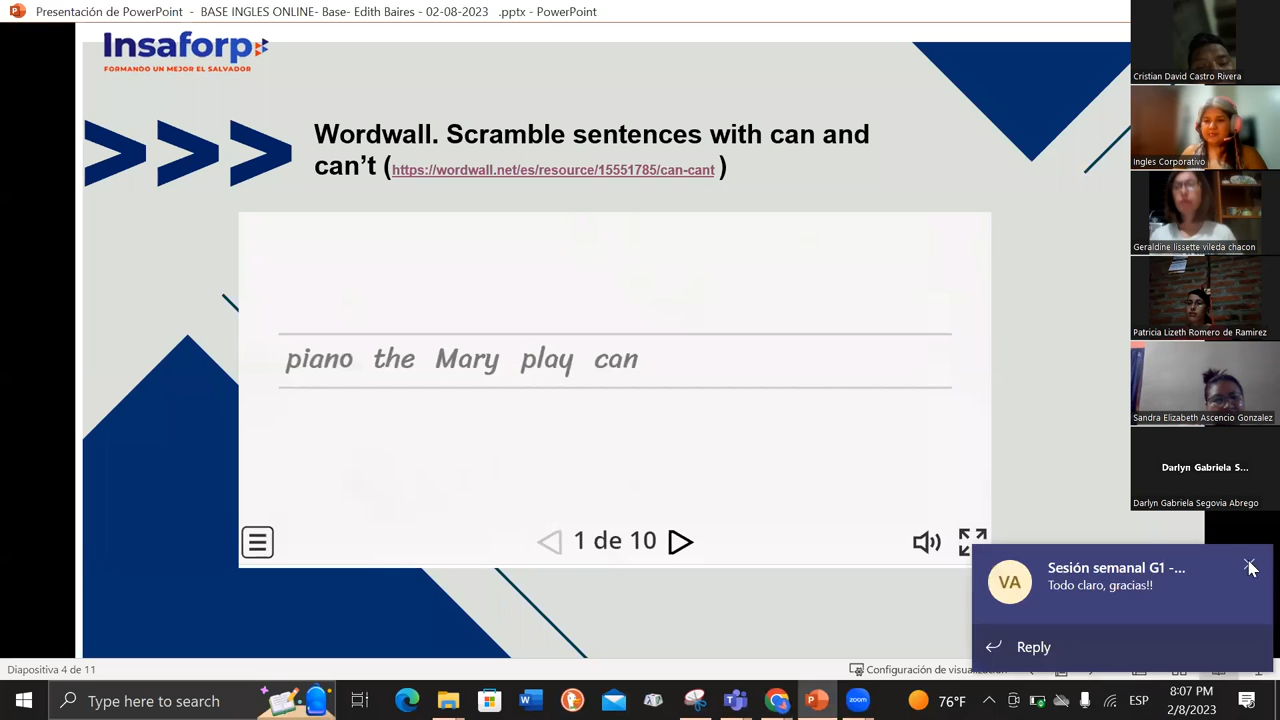 Presentación de PowerPoint - BASE INGLES ONLINE- Base- Edith Baires - 02-08-2023 .pptx - PowerPoint
Insaforp
FORMANDO UN MEJOR EL SALVADOR
Wordwall. Scramble sentences with can and
can't (https://wordwall.net/es/resource/15551785/can-cant )
piano the Mary play can
1 de 10
Cristian David Castro Rivera
Ingles Corporativo
Geraldine lissette vileda chacon
Patricia Lizeth Romero de Ramirez
Sandra Elizabeth Ascencio Gonzalez
Darlyn Gabriela S...
Darlyn Gabriela Segovia Abrego
VA
Sesión semanal G1 -...
Todo claro, gracias!!
Reply
Diapositiva 4 de 11
Configuración de visualiz
Type here to search
76°F
ESP
8:07 PM
2/8/2023